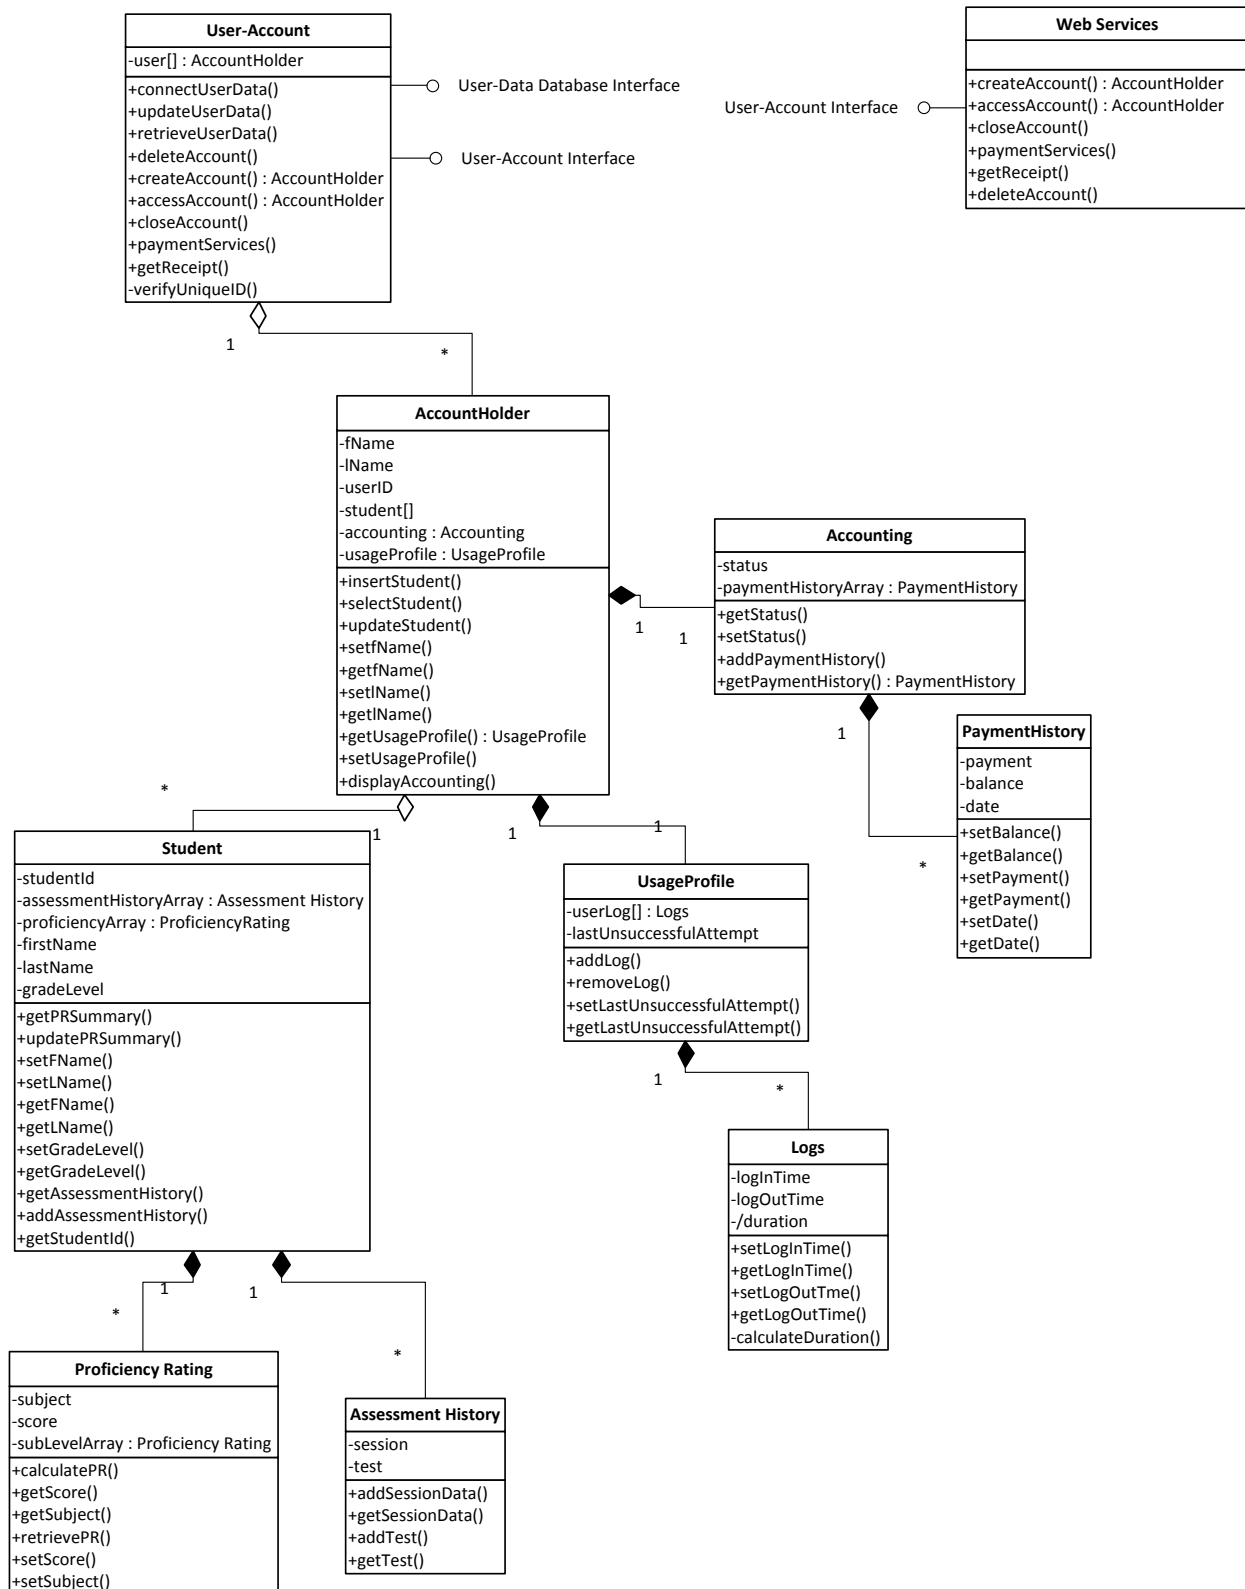 User-Account
-user[] : AccountHolder
+connectUserData()
+updateUserData()
+retrieveUserData()
+deleteAccount()
+createAccount() : AccountHolder
+accessAccount() : AccountHolder
+closeAccount()
+paymentServices()
+getReceipt()
-verifyUniqueID()
User-Data Database Interface
User-Account Interface
Web Services
+createAccount() : AccountHolder
+accessAccount() : AccountHolder
+closeAccount()
+paymentServices()
+getReceipt()
+deleteAccount()
User-Account Interface
1
*
AccountHolder
-fName
-lName
-userID
-student[]
-accounting : Accounting
-usageProfile : UsageProfile
+insertStudent()
+selectStudent()
+updateStudent()
+setfName()
+getfName()
+setlName()
+getlName()
+getUsageProfile() : UsageProfile
+setUsageProfile()
+displayAccounting()
1
1
Accounting
-status
-paymentHistoryArray : PaymentHistory
+getStatus()
+setStatus()
+addPaymentHistory()
+getPaymentHistory() : PaymentHistory
1
*
PaymentHistory
-payment
-balance
-date
+setBalance()
+getBalance()
+setPayment()
+getPayment()
+setDate()
+getDate()
*
1
1
1
Student
-studentId
-assessmentHistoryArray : Assessment History
-proficiencyArray : ProficiencyRating
-firstName
-lastName
-gradeLevel
+getPRSummary()
+updatePRSummary()
+setFName()
+setLName()
+getFName()
+getLName()
+setGradeLevel()
+getGradeLevel()
+getAssessmentHistory()
+addAssessmentHistory()
+getStudentId()
UsageProfile
-userLog[] : Logs
-lastUnsuccessfulAttempt
+addLog()
+removeLog()
+setLastUnsuccessfulAttempt()
+getLastUnsuccessfulAttempt()
1
*
Logs
-logInTime
-logOutTime
-/duration
+setLogInTime()
+getLogInTime()
+setLogOutTme()
+getLogOutTime()
-calculateDuration()
1
*
1
*
Proficiency Rating
-subject
-score
-subLevelArray : Proficiency Rating
+calculatePR()
+getScore()
+getSubject()
+retrievePR()
+setScore()
+setSubject()
Assessment History
-session
-test
+addSessionData()
+getSessionData()
+addTest()
+getTest()